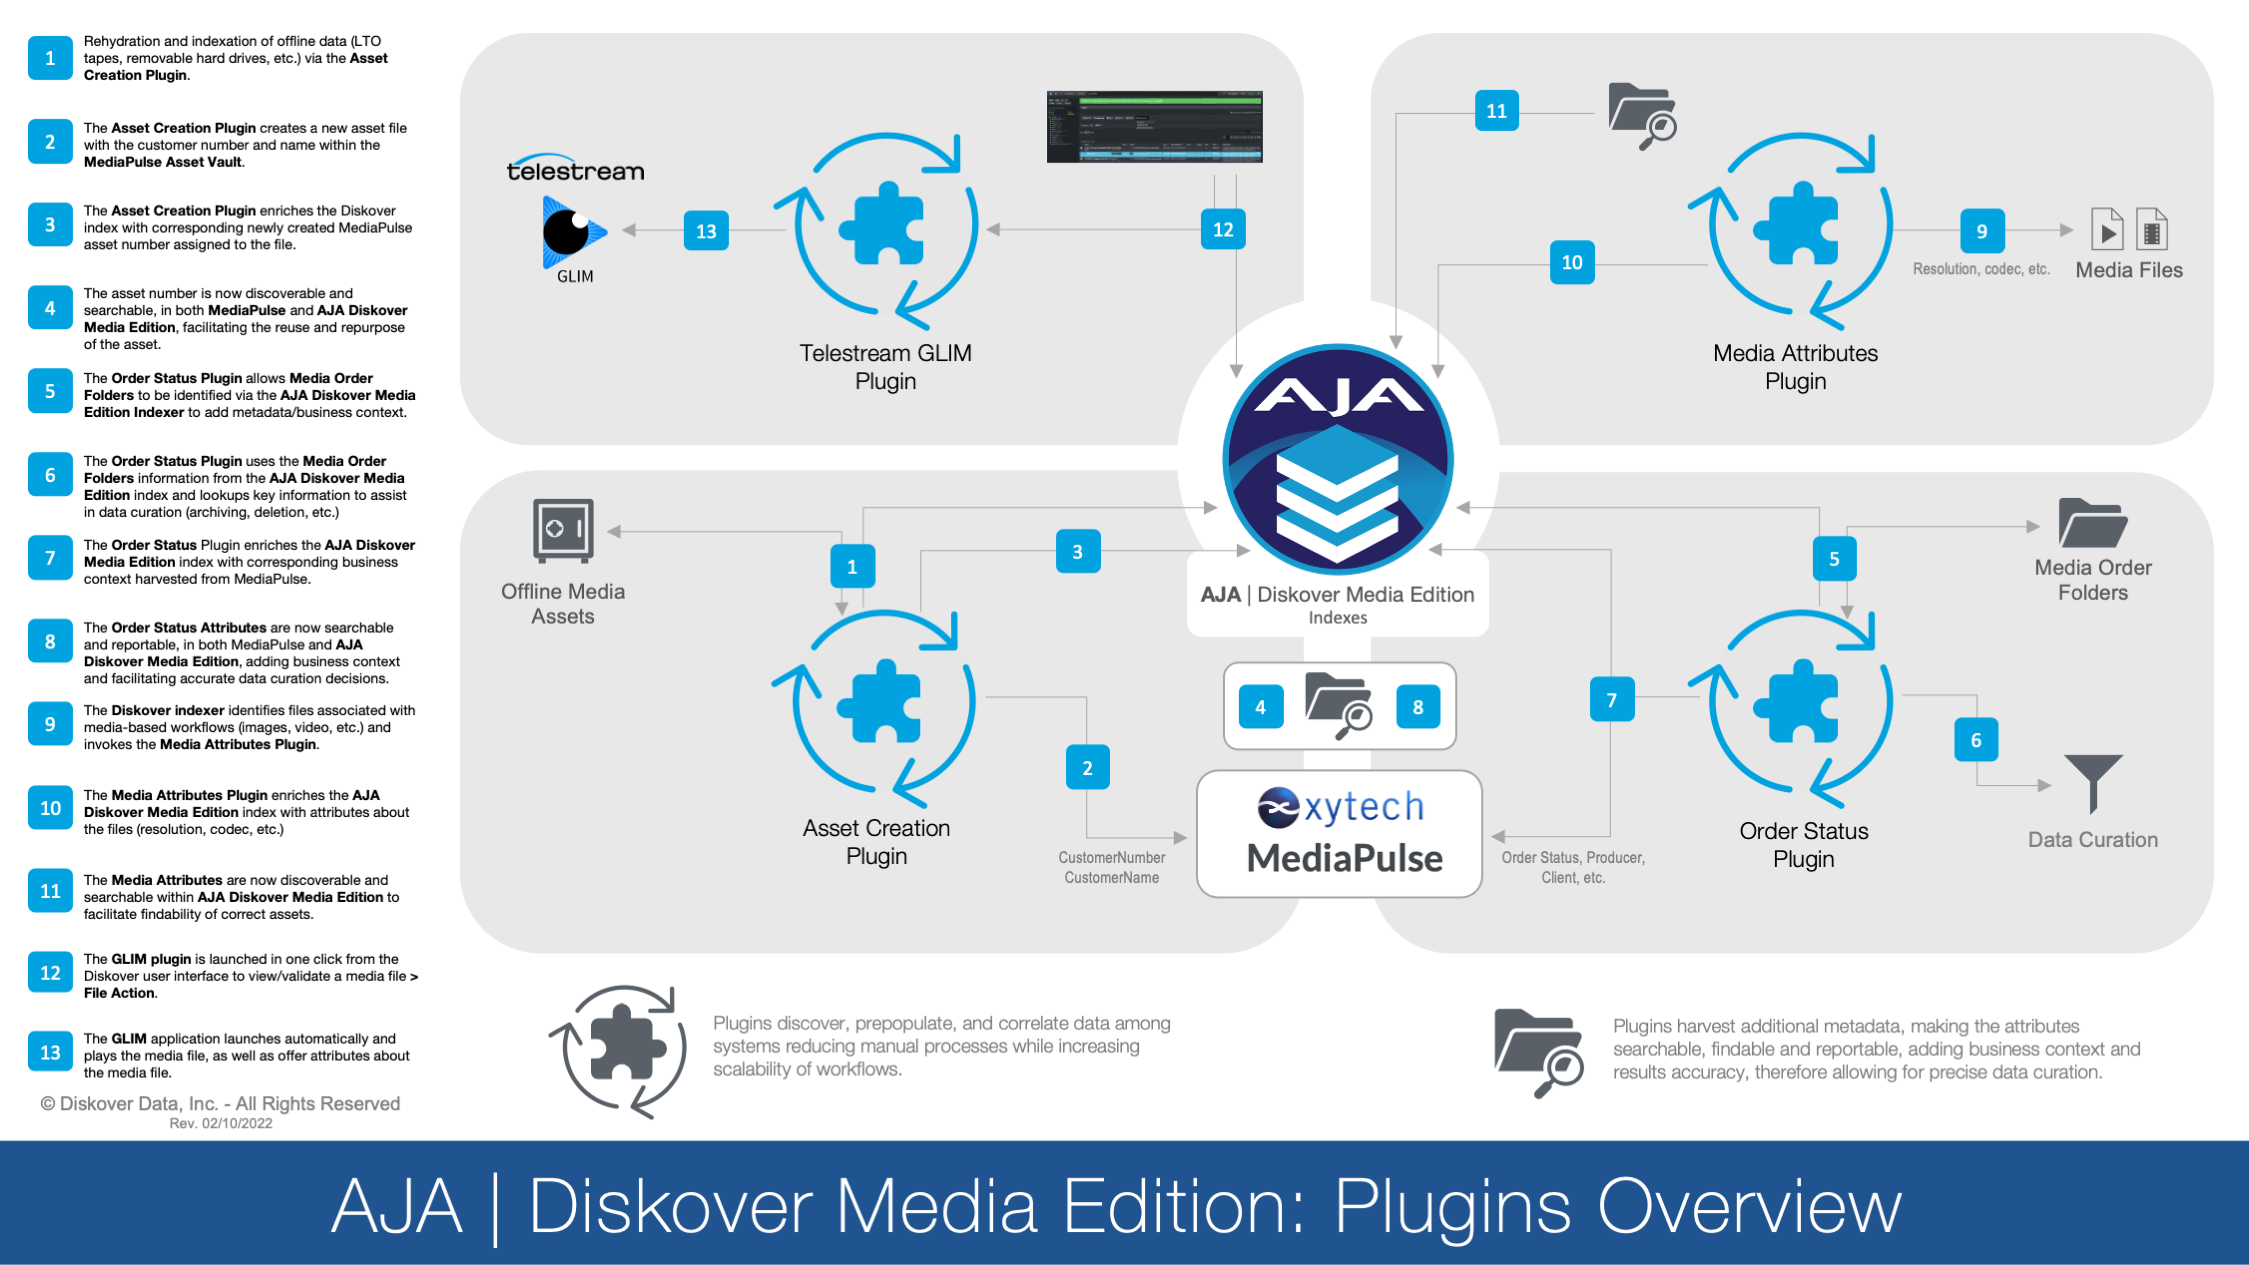 1
Rehydration and indexation of offline data (LTO
tapes, removable hard drives, etc.) via the Asset
Creation Plugin.
2
The Asset Creation Plugin creates a new asset file
with the customer number and name within the
MediaPulse Asset Vault.
3
The Asset Creation Plugin enriches the Diskover
index with corresponding newly created MediaPulse
asset number assigned to the file.
4
The asset number is now discoverable and
searchable, in both MediaPulse and AJA Diskover
Media Edition, facilitating the reuse and repurpose
of the asset.
5
The Order Status Plugin allows Media Order
Folders to be identified via the AJA Diskover Media
Edition Indexer to add metadata/business context.
6
The Order Status Plugin uses the Media Order
Folders information from the AJA Diskover Media
Edition index and lookups key information to assist
in data curation (archiving, deletion, etc.)
7
The Order Status Plugin enriches the AJA Diskover
Media Edition index with corresponding business
context harvested from MediaPulse.
8
The Order Status Attributes are now searchable
and reportable, in both MediaPulse and AJA
Diskover Media Edition, adding business context
and facilitating accurate data curation decisions.
9
The Diskover indexer identifies files associated with
media-based workflows (images, video, etc.) and
invokes the Media Attributes Plugin.
10
The Media Attributes Plugin enriches the AJA
Diskover Media Edition index with attributes about
the files (resolution, codec, etc.)
11
The Media Attributes are now discoverable and
searchable within AJA Diskover Media Edition to
facilitate findability of correct assets.
12
The GLIM plugin is launched in one click from the
Diskover user interface to view/validate a media file >
File Action.
13
The GLIM application launches automatically and
plays the media file, as well as offer attributes about
the media file.
© Diskover Data, Inc. - All Rights Reserved
Rev. 02/10/2022
telestream
GLIM
13
12
Telestream GLIM
Plugin
11
10
9
Resolution, codec, etc.
Media Files
Media Attributes
Plugin
AJA
AJA | Diskover Media Edition
Indexes
Offline Media
Assets
1
3
2
Asset Creation
Plugin
CustomerNumber
CustomerName
4
8
xytech
MediaPulse
5
Media Order
Folders
7
6
Order Status
Plugin
Data Curation
Order Status, Producer,
Client, etc.
Plugins discover, prepopulate, and correlate data among
systems reducing manual processes while increasing
scalability of workflows.
Plugins harvest additional metadata, making the attributes
searchable, findable and reportable, adding business context and
results accuracy, therefore allowing for precise data curation.
AJA | Diskover Media Edition: Plugins Overview